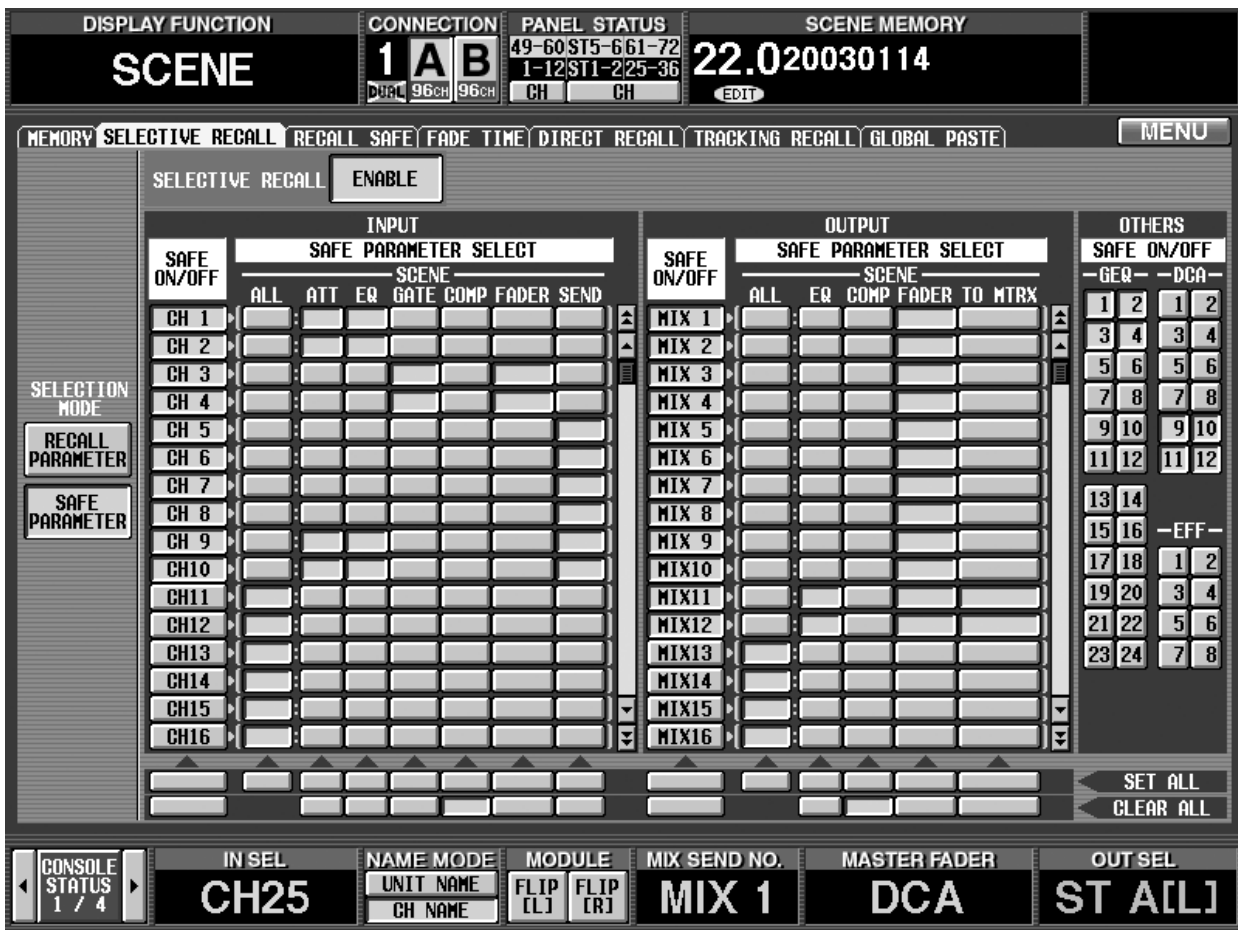 DISPLAY FUNCTION CONNECTION PANEL STATUS SCENE MEMORY
SCENE 1 A B 49-60 ST5-6 61-72 22.0 20030114
1-12 ST1-2 25-36
DUAL 96CH 96CH CH CH EDIT
MEMORY SELECTIVE RECALL RECALL SAFE FADE TIME DIRECT RECALL TRACKING RECALL GLOBAL PASTE MENU
SELECTIVE RECALL ENABLE
INPUT OUTPUT OTHERS
SAFE ON/OFF SAFE PARAMETER SELECT SAFE ON/OFF SAFE PARAMETER SELECT SAFE ON/OFF
SCENE SCENE GEQ DCA
ALL ATT EQ GATE COMP FADER SEND ALL EQ COMP FADER TO MTRX
CH 1 MIX 1 1 2 1 2
CH 2 MIX 2 3 4 3 4
CH 3 MIX 3 5 6 5 6
CH 4 MIX 4 7 8 7 8
CH 5 MIX 5 9 10 9 10
CH 6 MIX 6 11 12 11 12
CH 7 MIX 7 13 14
CH 8 MIX 8
CH 9 MIX 9 15 16 EFF
CH10 MIX10 17 18 1 2
CH11 MIX11 19 20 3 4
CH12 MIX12 21 22 5 6
CH13 MIX13 23 24 7 8
CH14 MIX14
CH15 MIX15
CH16 MIX16
SELECTION
MODE
RECALL
PARAMETER
SAFE
PARAMETER
SET ALL
CLEAR ALL
CONSOLE STATUS 1 / 4 IN SEL NAME MODE MODULE MIX SEND NO. MASTER FADER OUT SEL
CH25 UNIT NAME FLIP [L] FLIP [R] MIX 1 DCA ST A[L]
CH NAME